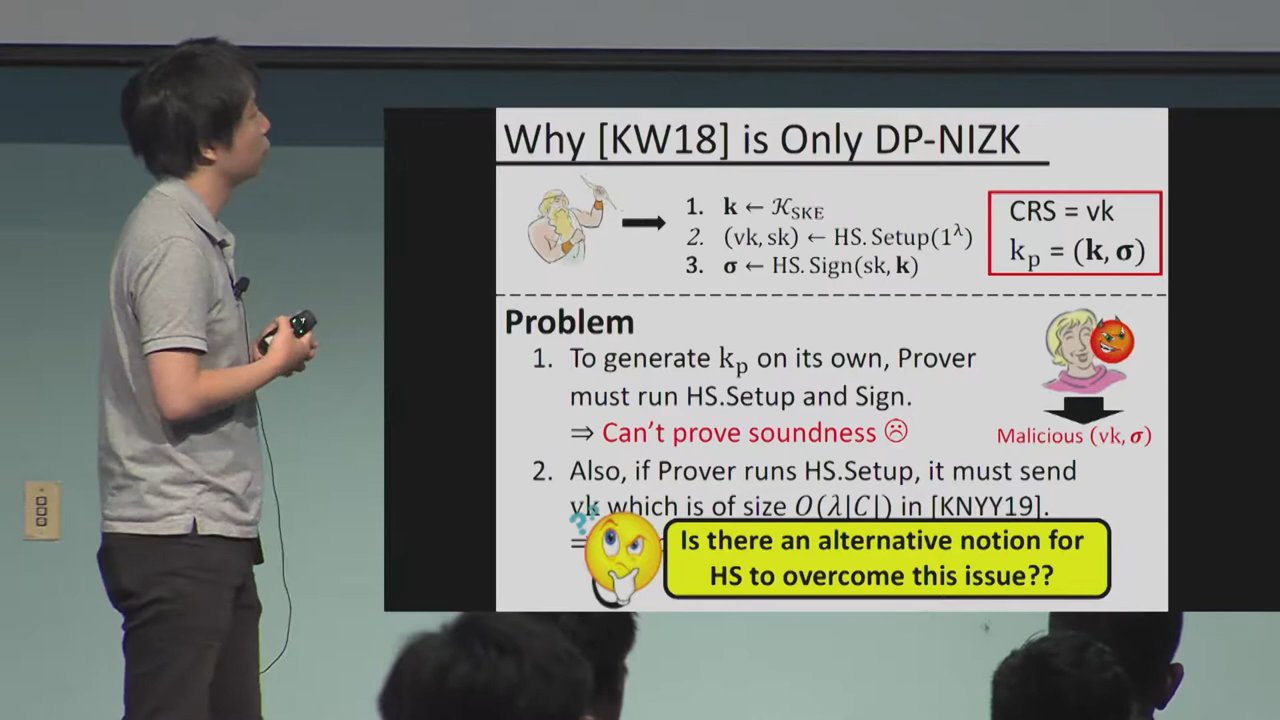 Why [KW18] is Only DP-NIZK
1. k ← 𝒦SKE
2. (vk, sk) ← HS. Setup(1^λ)
3. σ ← HS. Sign(sk, k)
CRS = vk
kp = (k, σ)
Problem
1. To generate kp on its own, Prover
must run HS.Setup and Sign.
⇒ Can't prove soundness ☹
Malicious (vk, σ)
2. Also, if Prover runs HS.Setup, it must send
vk which is of size O(λ|C|) in [KNYY19].
??
Is there an alternative notion for
HS to overcome this issue??